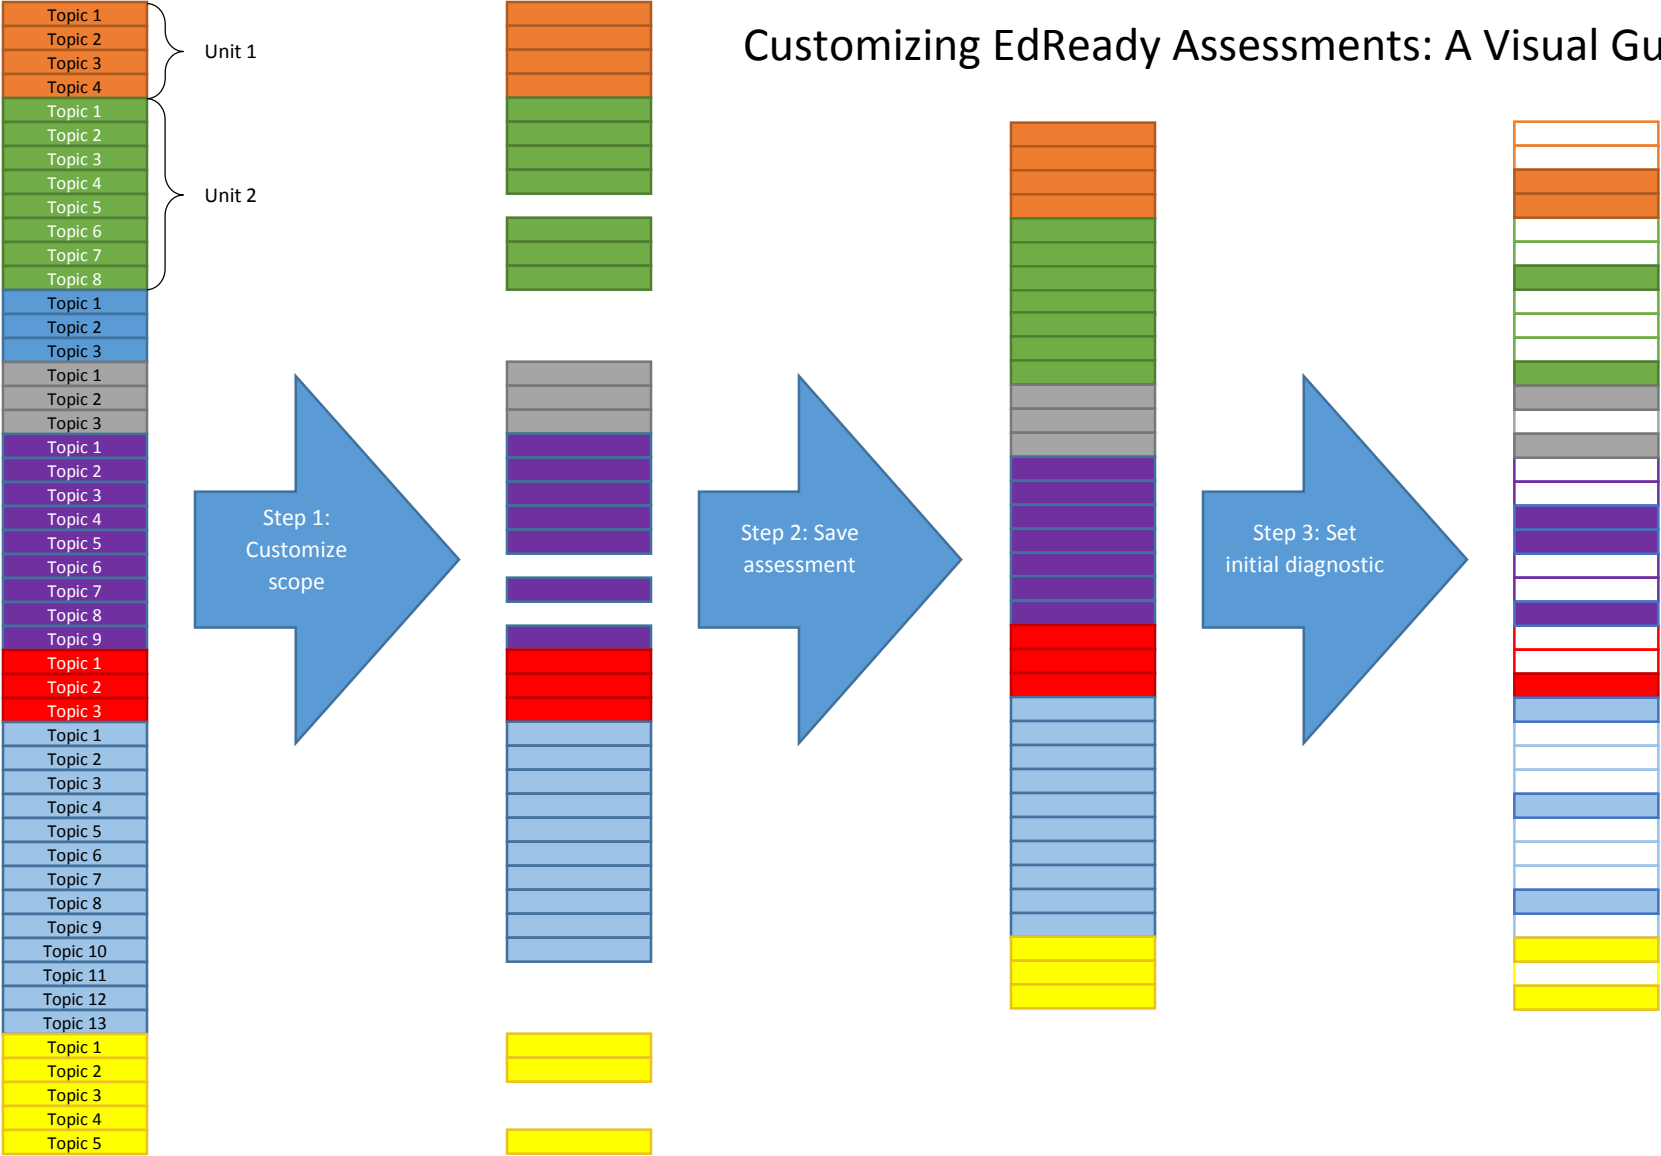 Customizing EdReady Assessments: A Visual Gu
Topic 1
Topic 2
Topic 3
Topic 4
Unit 1
Topic 1
Topic 2
Topic 3
Topic 4
Topic 5
Topic 6
Topic 7
Topic 8
Unit 2
Topic 1
Topic 2
Topic 3
Topic 1
Topic 2
Topic 3
Topic 1
Topic 2
Topic 3
Topic 4
Topic 5
Topic 6
Topic 7
Topic 8
Topic 9
Topic 1
Topic 2
Topic 3
Topic 1
Topic 2
Topic 3
Topic 4
Topic 5
Topic 6
Topic 7
Topic 8
Topic 9
Topic 10
Topic 11
Topic 12
Topic 13
Topic 1
Topic 2
Topic 3
Topic 4
Topic 5
Step 1:
Customize
scope
Step 2: Save
assessment
Step 3: Set
initial diagnostic